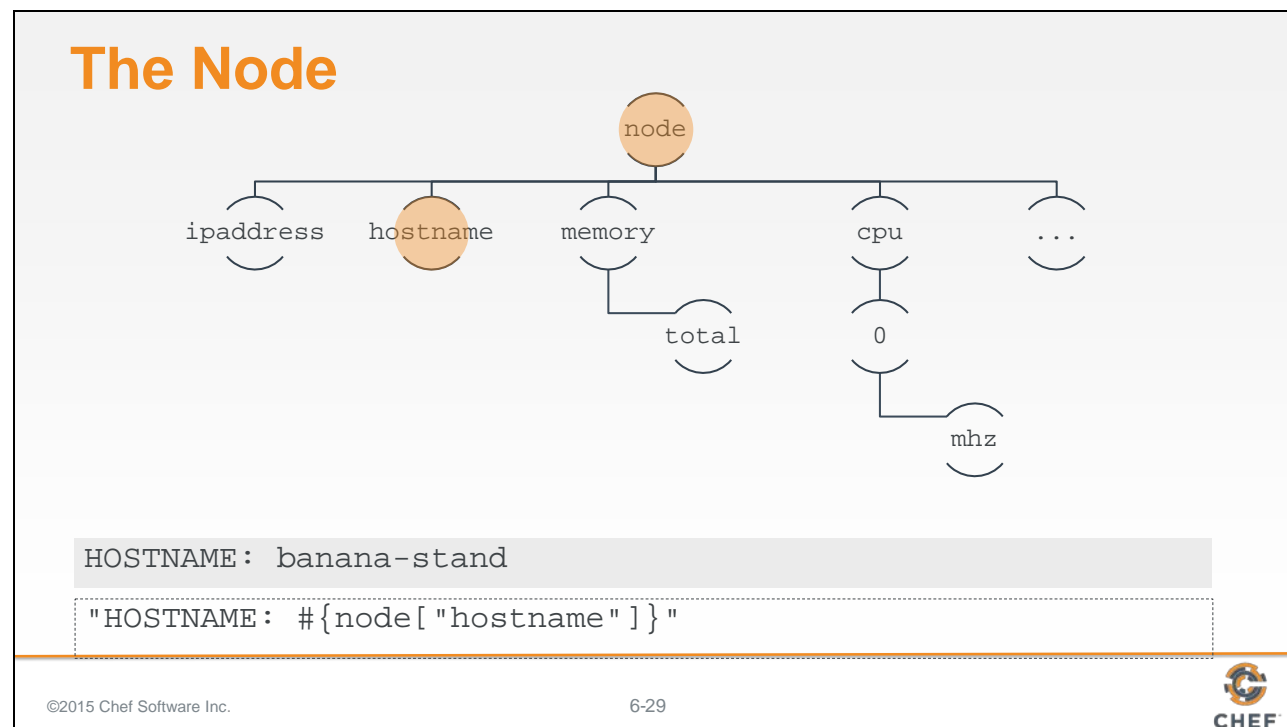 The Node
node
ipaddress hostname memory cpu ...
total 0
mhz
HOSTNAME: banana-stand
"HOSTNAME: #{node["hostname"]}"
©2015 Chef Software Inc. 6-29
CHEF